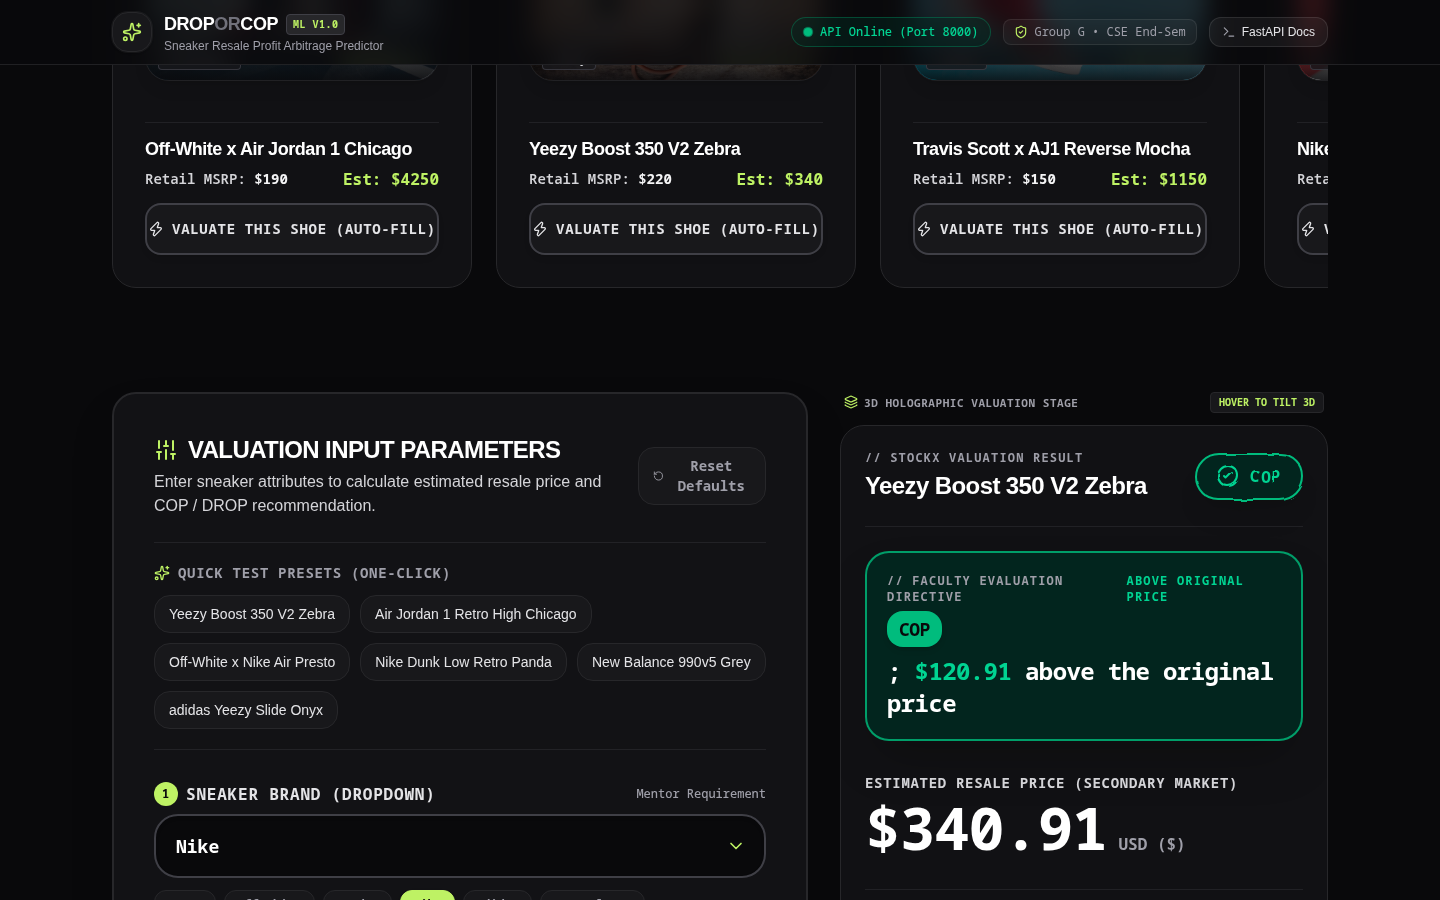 DROPORCOP ML V1.0
Sneaker Resale Profit Arbitrage Predictor
API Online (Port 8000)
Group G • CSE End-Sem
FastAPI Docs
Off-White x Air Jordan 1 Chicago
Retail MSRP: $190 Est: $4250
VALUATE THIS SHOE (AUTO-FILL)
Yeezy Boost 350 V2 Zebra
Retail MSRP: $220 Est: $340
VALUATE THIS SHOE (AUTO-FILL)
Travis Scott x AJ1 Reverse Mocha
Retail MSRP: $150 Est: $1150
VALUATE THIS SHOE (AUTO-FILL)
VALUATION INPUT PARAMETERS
Enter sneaker attributes to calculate estimated resale price and
COP / DROP recommendation.
Reset
Defaults
QUICK TEST PRESETS (ONE-CLICK)
Yeezy Boost 350 V2 Zebra
Air Jordan 1 Retro High Chicago
Off-White x Nike Air Presto
Nike Dunk Low Retro Panda
New Balance 990v5 Grey
adidas Yeezy Slide Onyx
1 SNEAKER BRAND (DROPDOWN)
Mentor Requirement
Nike
3D HOLOGRAPHIC VALUATION STAGE
HOVER TO TILT 3D
// STOCKX VALUATION RESULT
Yeezy Boost 350 V2 Zebra
COP
// FACULTY EVALUATION
DIRECTIVE
ABOVE ORIGINAL
PRICE
COP
; $120.91 above the original
price
ESTIMATED RESALE PRICE (SECONDARY MARKET)
$340.91 USD ($)